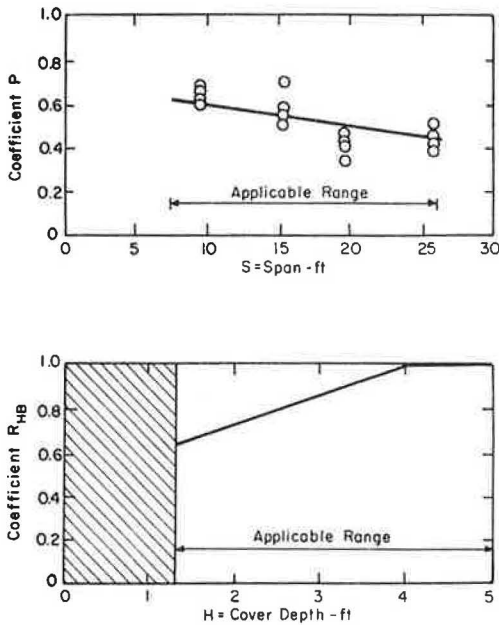 1.0
0.8
0.6
0.4
0.2
0
Coefficient P
Applicable Range
0 5 10 15 20 25 30
S = Span - ft
1.0
0.8
0.6
0.4
0.2
0
Coefficient R_HB
Applicable Range
0 1 2 3 4 5
H = Cover Depth - ft